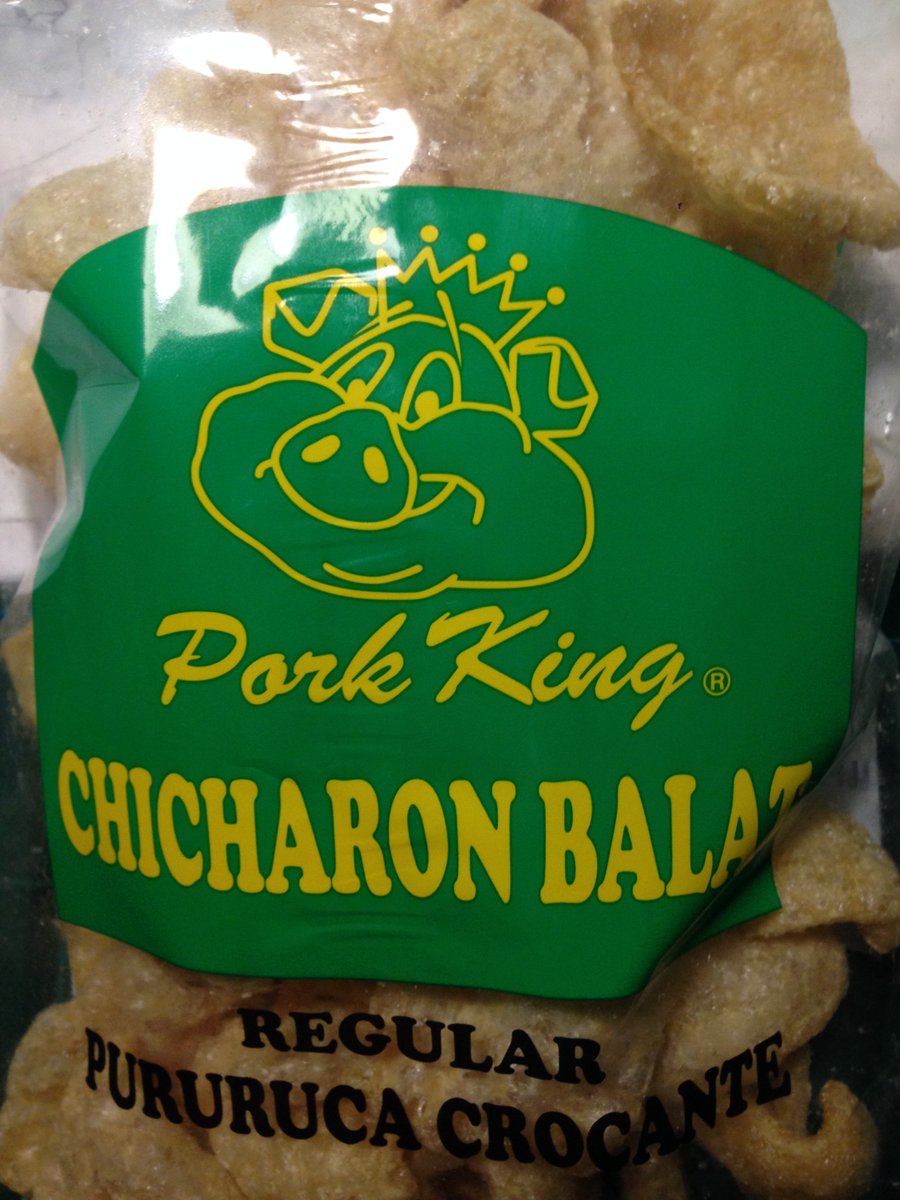 Pork King ®
CHICHARON BALAT
REGULAR
PURURUCA CROCANTE